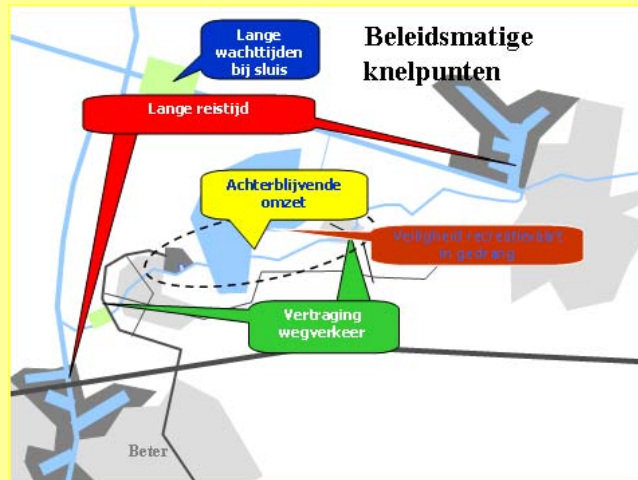 Beleidsmatige
knelpunten
Lange
wachttijden
bij sluis
Lange reistijd
Achterblijvende
omzet
Veiligheid recreatievaart
in gedrang
Vertraging
wegverkeer
Beter